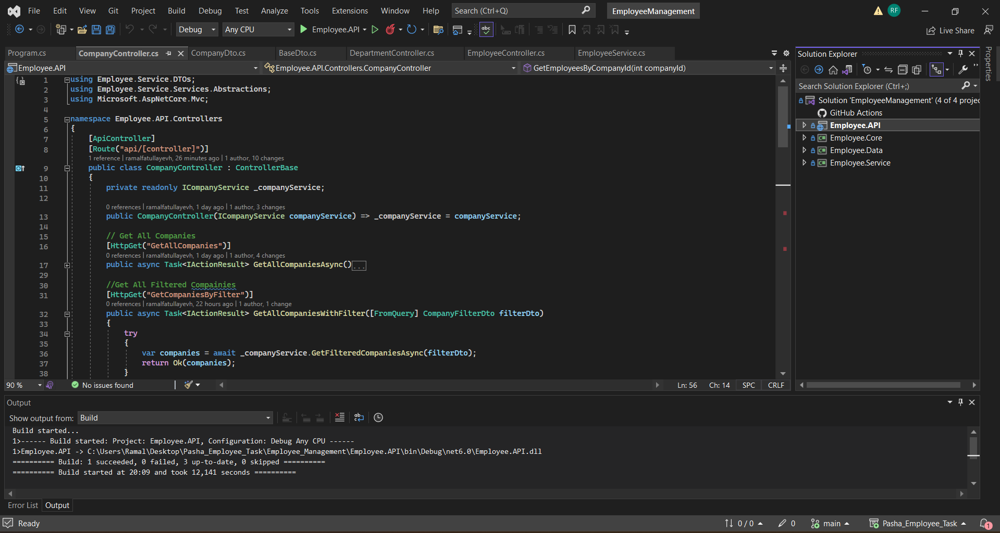 File Edit View Git Project Build Debug Test Analyze Tools Extensions Window Help Search (Ctrl+Q) EmployeeManagement RF
Debug Any CPU Employee.API Live Share
Program.cs CompanyController.cs CompanyDto.cs BaseDto.cs DepartmentController.cs EmployeeController.cs EmployeeService.cs
Employee.API Employee.API.Controllers.CompanyController GetEmployeesByCompanyId(int companyId)
1 using Employee.Service.DTOs;
2 using Employee.Service.Services.Abstractions;
3 using Microsoft.AspNetCore.Mvc;
4
5 namespace Employee.API.Controllers
6 {
7 [ApiController]
8 [Route("api/[controller]")]
1 reference | ramalfatullayevh, 26 minutes ago | 1 author, 10 changes
9 public class CompanyController : ControllerBase
10 {
11 private readonly ICompanyService _companyService;
12
0 references | ramalfatullayevh, 1 day ago | 1 author, 3 changes
13 public CompanyController(ICompanyService companyService) => _companyService = companyService;
14
15 // Get All Companies
16 [HttpGet("GetAllCompanies")]
0 references | ramalfatullayevh, 1 day ago | 1 author, 4 changes
17 public async Task<IActionResult> GetAllCompaniesAsync()...
29
30 //Get All Filtered Compainies
31 [HttpGet("GetCompaniesByFilter")]
0 references | ramalfatullayevh, 22 hours ago | 1 author, 1 change
32 public async Task<IActionResult> GetAllCompaniesWithFilter([FromQuery] CompanyFilterDto filterDto)
33 {
34 try
35 {
36 var companies = await _companyService.GetFilteredCompaniesAsync(filterDto);
37 return Ok(companies);
38 }
90 % No issues found Ln: 56 Ch: 14 SPC CRLF
Solution Explorer
Search Solution Explorer (Ctrl+;)
Solution 'EmployeeManagement' (4 of 4 projec
GitHub Actions
Employee.API
Employee.Core
Employee.Data
Employee.Service
Properties
Output
Show output from: Build
Build started...
1>------ Build started: Project: Employee.API, Configuration: Debug Any CPU ------
1>Employee.API -> C:\Users\Ramal\Desktop\Pasha_Employee_Task\Employee_Management\Employee.API\bin\Debug\net6.0\Employee.API.dll
========== Build: 1 succeeded, 0 failed, 3 up-to-date, 0 skipped ==========
========== Build started at 20:09 and took 12,141 seconds ==========
Error List Output
Ready 0 / 0 0 main Pasha_Employee_Task 1